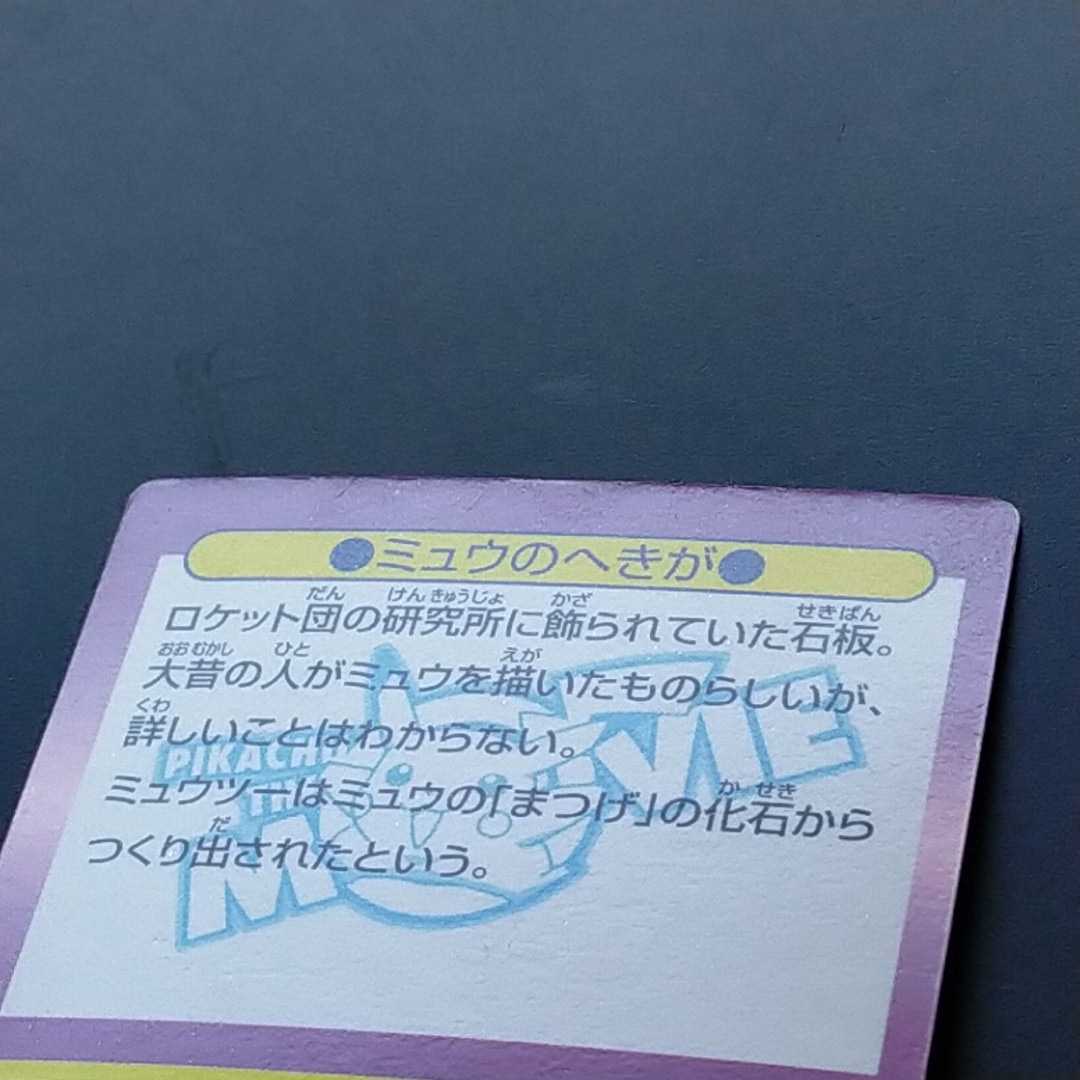 ●ミュウのへきが●
ロケット団の研究所に飾られていた石板。
大昔の人がミュウを描いたものらしいが、
詳しいことはわからない。
ミュウツーはミュウの「まつげ」の化石から
つくり出されたという。
PIKACHU
THE
MOVIE